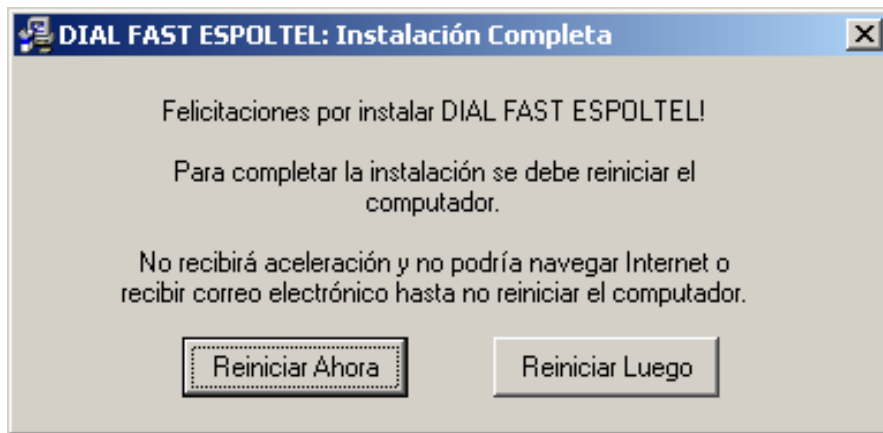 DIAL FAST ESPOLTEL: Instalación Completa
Felicitaciones por instalar DIAL FAST ESPOLTEL!
Para completar la instalación se debe reiniciar el
computador.
No recibirá aceleración y no podría navegar Internet o
recibir correo electrónico hasta no reiniciar el computador.
Reiniciar Ahora
Reiniciar Luego